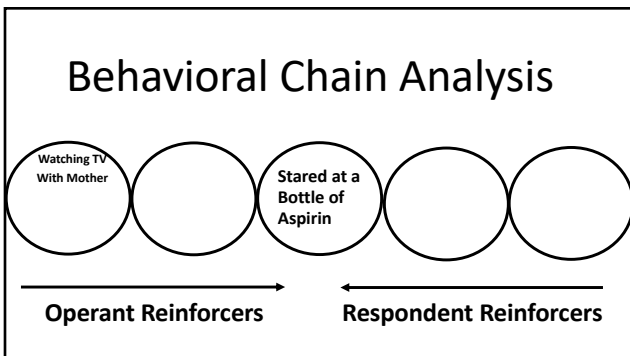 Behavioral Chain Analysis
Watching TV
With Mother
Stared at a
Bottle of
Aspirin
Operant Reinforcers
Respondent Reinforcers